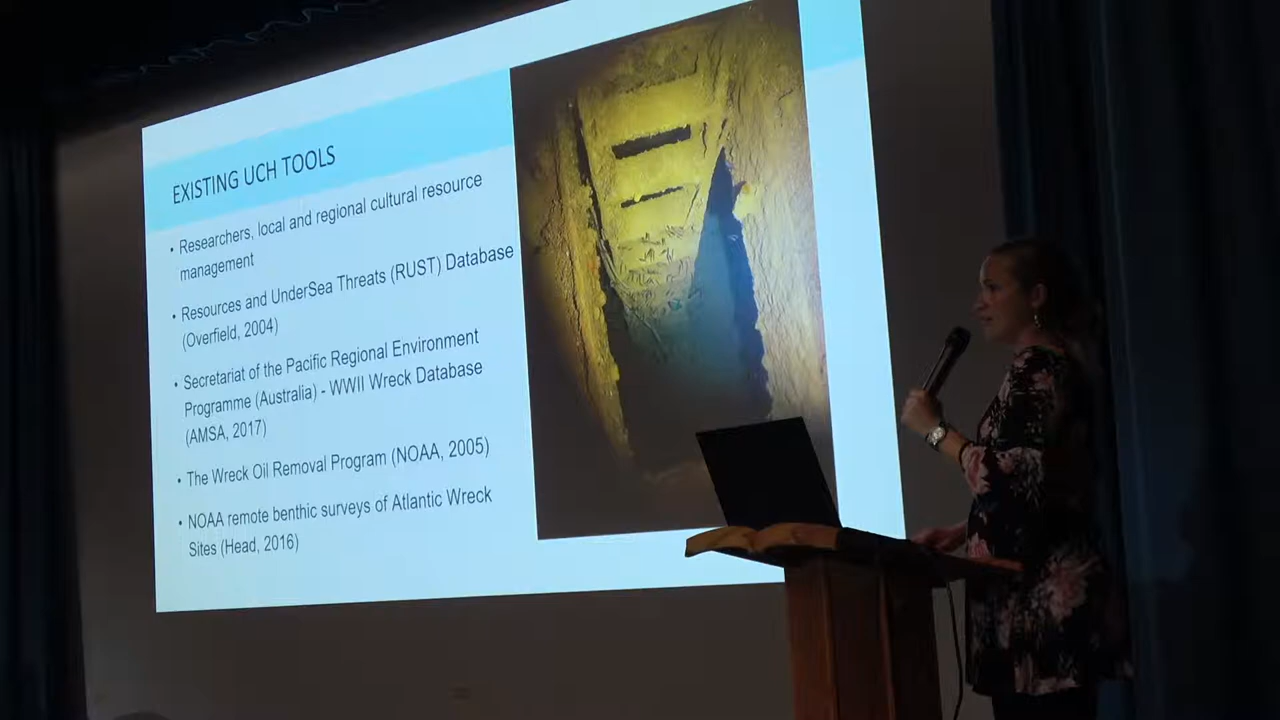 EXISTING UCH TOOLS
• Researchers, local and regional cultural resource
management
• Resources and UnderSea Threats (RUST) Database
(Overfield, 2004)
• Secretariat of the Pacific Regional Environment
Programme (Australia) - WWII Wreck Database
(AMSA, 2017)
• The Wreck Oil Removal Program (NOAA, 2005)
• NOAA remote benthic surveys of Atlantic Wreck
Sites (Head, 2016)